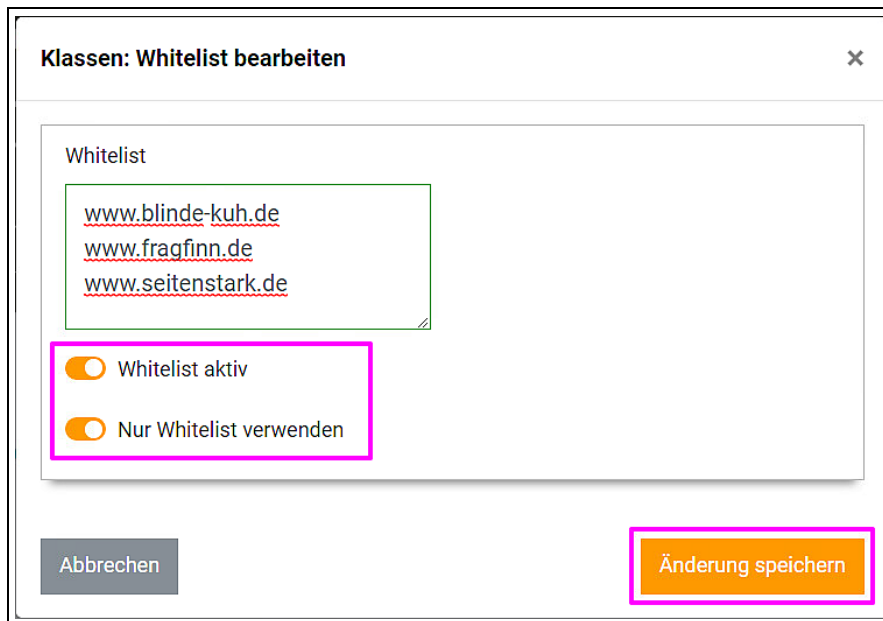 Klassen: Whitelist bearbeiten
Whitelist
www.blinde-kuh.de
www.fragfinn.de
www.seitenstark.de
Whitelist aktiv
Nur Whitelist verwenden
Abbrechen
Änderung speichern